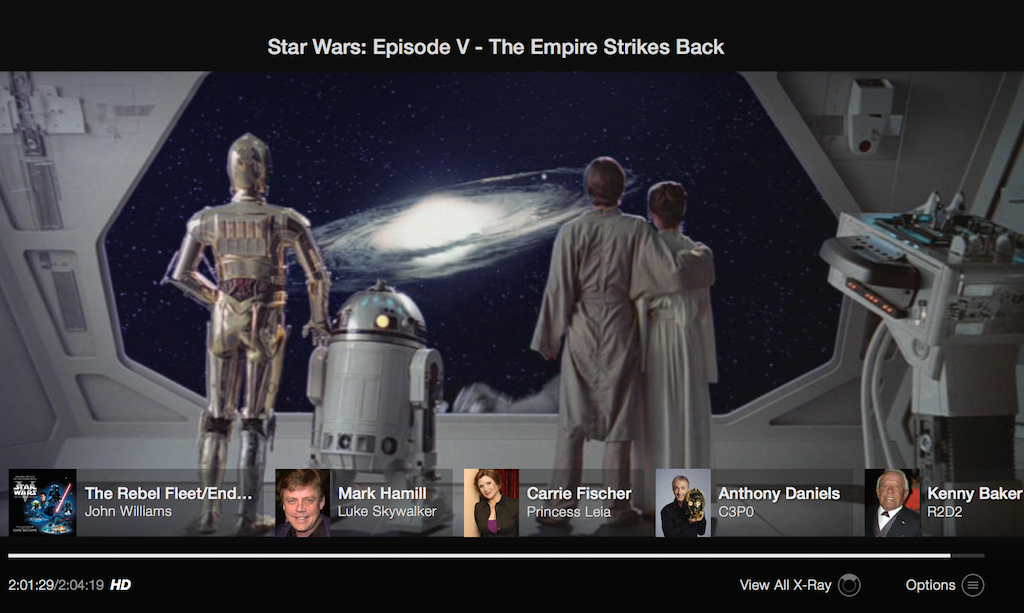 Star Wars: Episode V - The Empire Strikes Back
STAR WARS
The Rebel Fleet/End...
John Williams
Mark Hamill
Luke Skywalker
Carrie Fischer
Princess Leia
Anthony Daniels
C3P0
Kenny Baker
R2D2
2:01:29/2:04:19 HD
View All X-Ray
Options